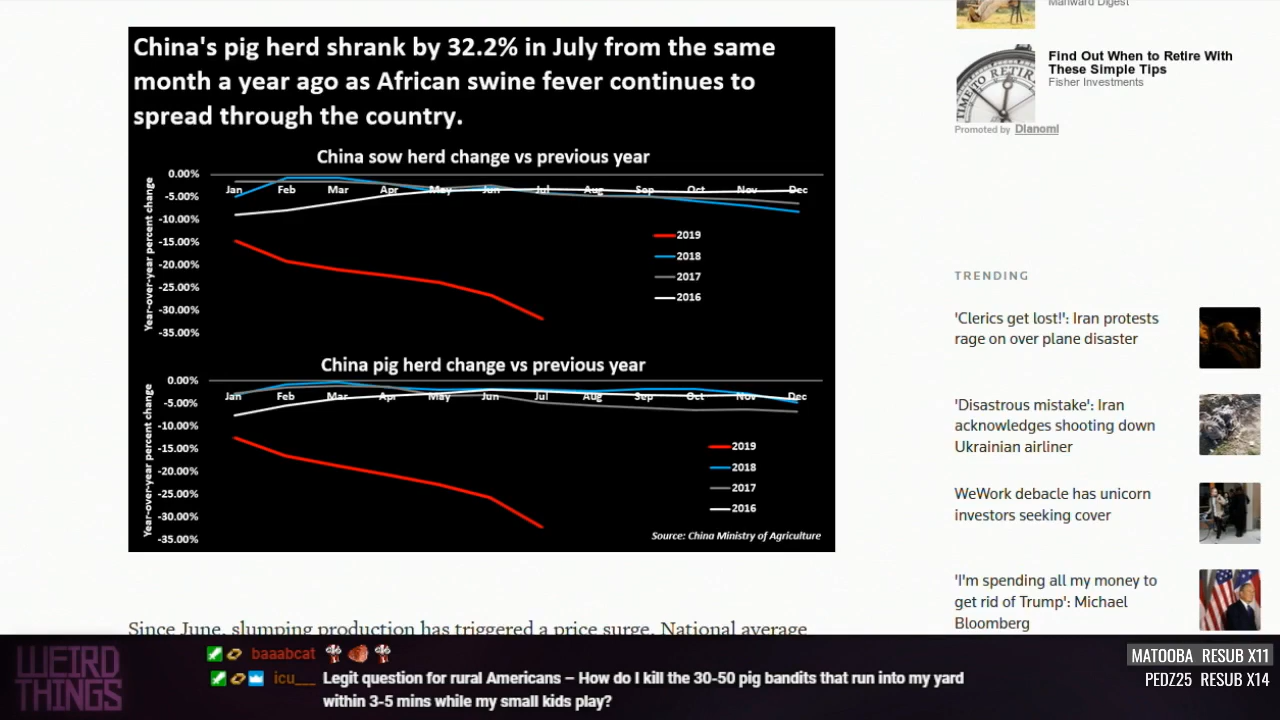 Manward Digest
China's pig herd shrank by 32.2% in July from the same
month a year ago as African swine fever continues to
spread through the country.
China sow herd change vs previous year
Year-over-year percent change
0.00%
-5.00%
-10.00%
-15.00%
-20.00%
-25.00%
-30.00%
-35.00%
Jan Feb Mar Apr May Jun Jul Aug Sep Oct Nov Dec
2019
2018
2017
2016
China pig herd change vs previous year
Year-over-year percent change
0.00%
-5.00%
-10.00%
-15.00%
-20.00%
-25.00%
-30.00%
-35.00%
Jan Feb Mar Apr May Jun Jul Aug Sep Oct Nov Dec
2019
2018
2017
2016
Source: China Ministry of Agriculture
Since June, slumping production has triggered a price surge. National average
TIME TO RETIRE
Find Out When to Retire With
These Simple Tips
Fisher Investments
Promoted by Dianomi
TRENDING
'Clerics get lost!': Iran protests
rage on over plane disaster
'Disastrous mistake': Iran
acknowledges shooting down
Ukrainian airliner
WeWork debacle has unicorn
investors seeking cover
'I'm spending all my money to
get rid of Trump': Michael
Bloomberg
WEIRD
THINGS
baaabcat
icu___ Legit question for rural Americans – How do I kill the 30-50 pig bandits that run into my yard
within 3-5 mins while my small kids play?
MATOOBA RESUB X11
PEDZ25 RESUB X14